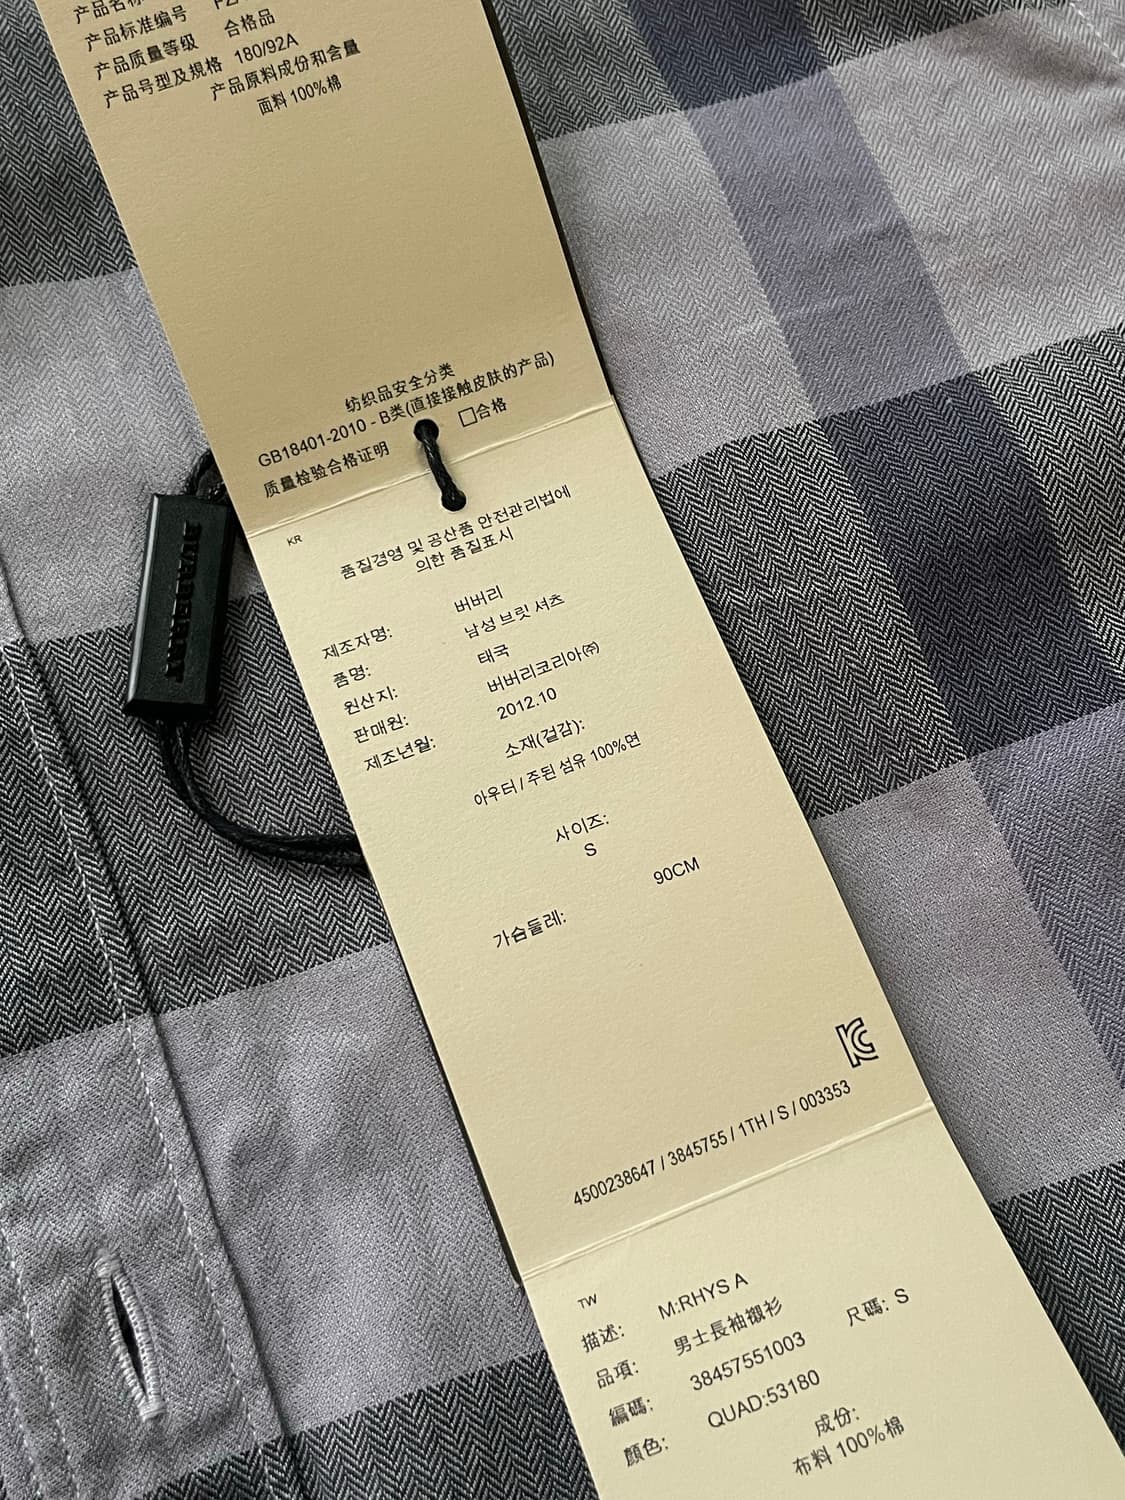 产品名称
产品标准编号 FZ
产品质量等级 合格品
产品号型及规格 180/92A
产品原料成份和含量
面料 100%棉
纺织品安全分类
GB18401-2010 - B类(直接接触皮肤的产品)
质量检验合格证明 □合格
KR
품질경영 및 공산품 안전관리법에
의한 품질표시
제조자명: 버버리
품명: 남성 브릿 셔츠
원산지: 태국
판매원: 버버리코리아㈜
제조년월: 2012.10
소재(겉감):
아우터 / 주된 섬유 100%면
사이즈:
S
가슴둘레: 90CM
4500238647 / 3845755 / 1TH / S / 003353
TW
描述: M:RHYS A
品項: 男士長袖襯衫
編碼: 38457551003 尺碼: S
顏色: QUAD:53180
成份:
布料 100%棉
BURBERRY